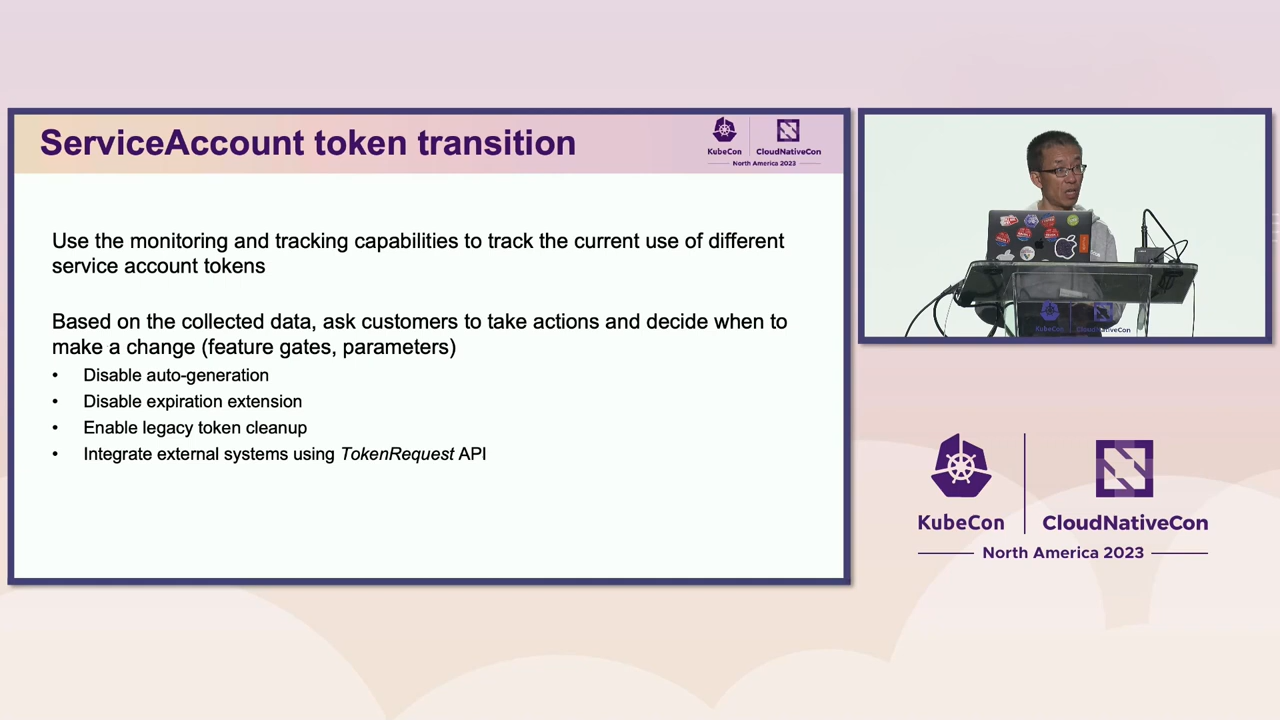 ServiceAccount token transition
KubeCon
CloudNativeCon
North America 2023
Use the monitoring and tracking capabilities to track the current use of different
service account tokens
Based on the collected data, ask customers to take actions and decide when to
make a change (feature gates, parameters)
• Disable auto-generation
• Disable expiration extension
• Enable legacy token cleanup
• Integrate external systems using TokenRequest API
KubeCon
CloudNativeCon
KubeCon
CloudNativeCon
North America 2023